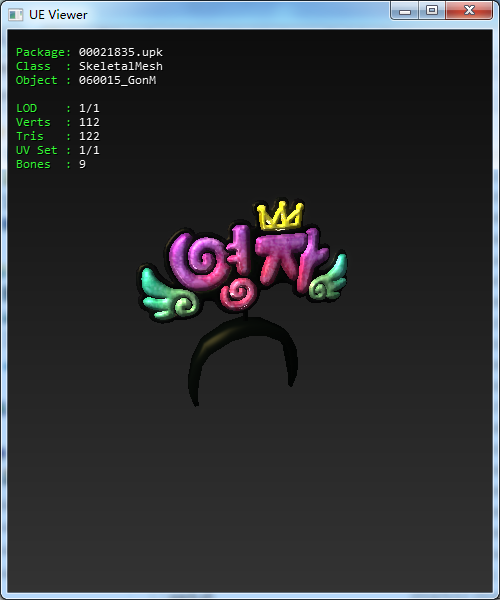 UE Viewer
Package: 00021835.upk
Class : SkeletalMesh
Object : 060015_GonM
LOD : 1/1
Verts : 112
Tris : 122
UV Set : 1/1
Bones : 9
영자